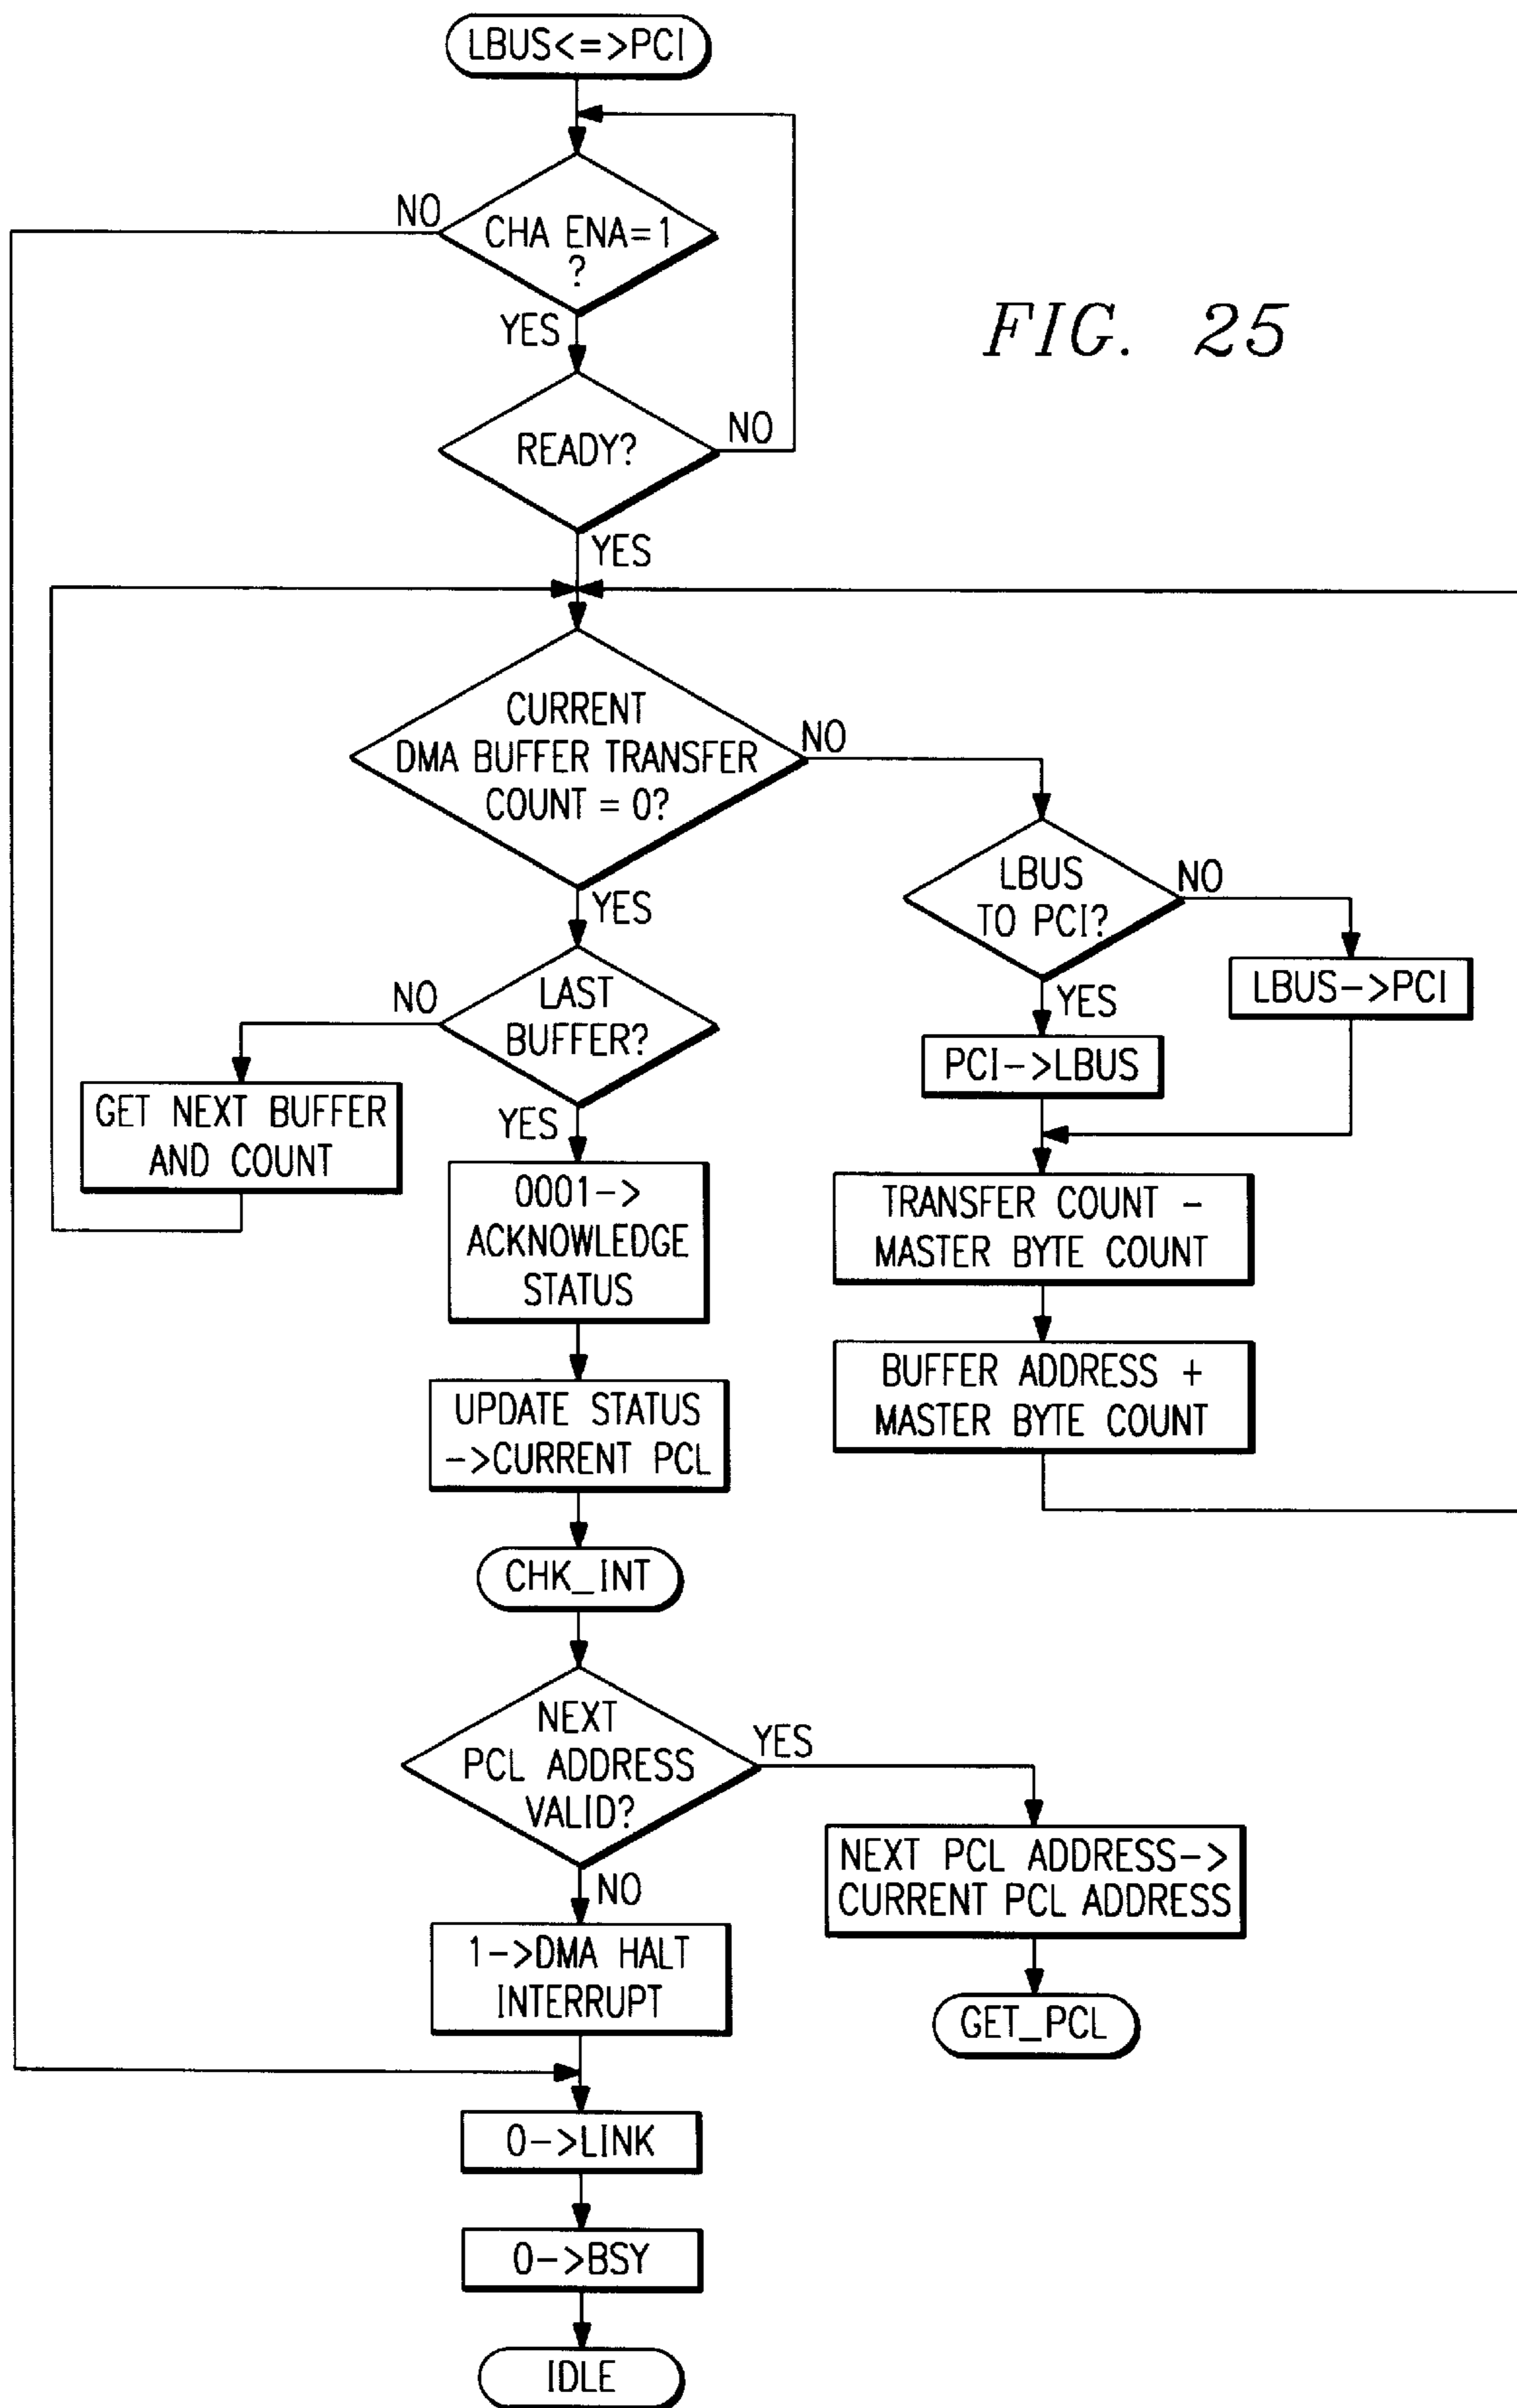 LBUS<=>PCI
NO
CHA ENA=1
?
YES
FIG. 25
READY?
NO
YES
CURRENT
DMA BUFFER TRANSFER
COUNT = 0?
NO
YES
LBUS
TO PCI?
NO
YES
LBUS->PCI
PCI->LBUS
NO
LAST
BUFFER?
YES
GET NEXT BUFFER
AND COUNT
0001->
ACKNOWLEDGE
STATUS
TRANSFER COUNT -
MASTER BYTE COUNT
BUFFER ADDRESS +
MASTER BYTE COUNT
UPDATE STATUS
->CURRENT PCL
CHK_INT
NEXT
PCL ADDRESS
VALID?
YES
NO
NEXT PCL ADDRESS->
CURRENT PCL ADDRESS
GET_PCL
1->DMA HALT
INTERRUPT
0->LINK
0->BSY
IDLE